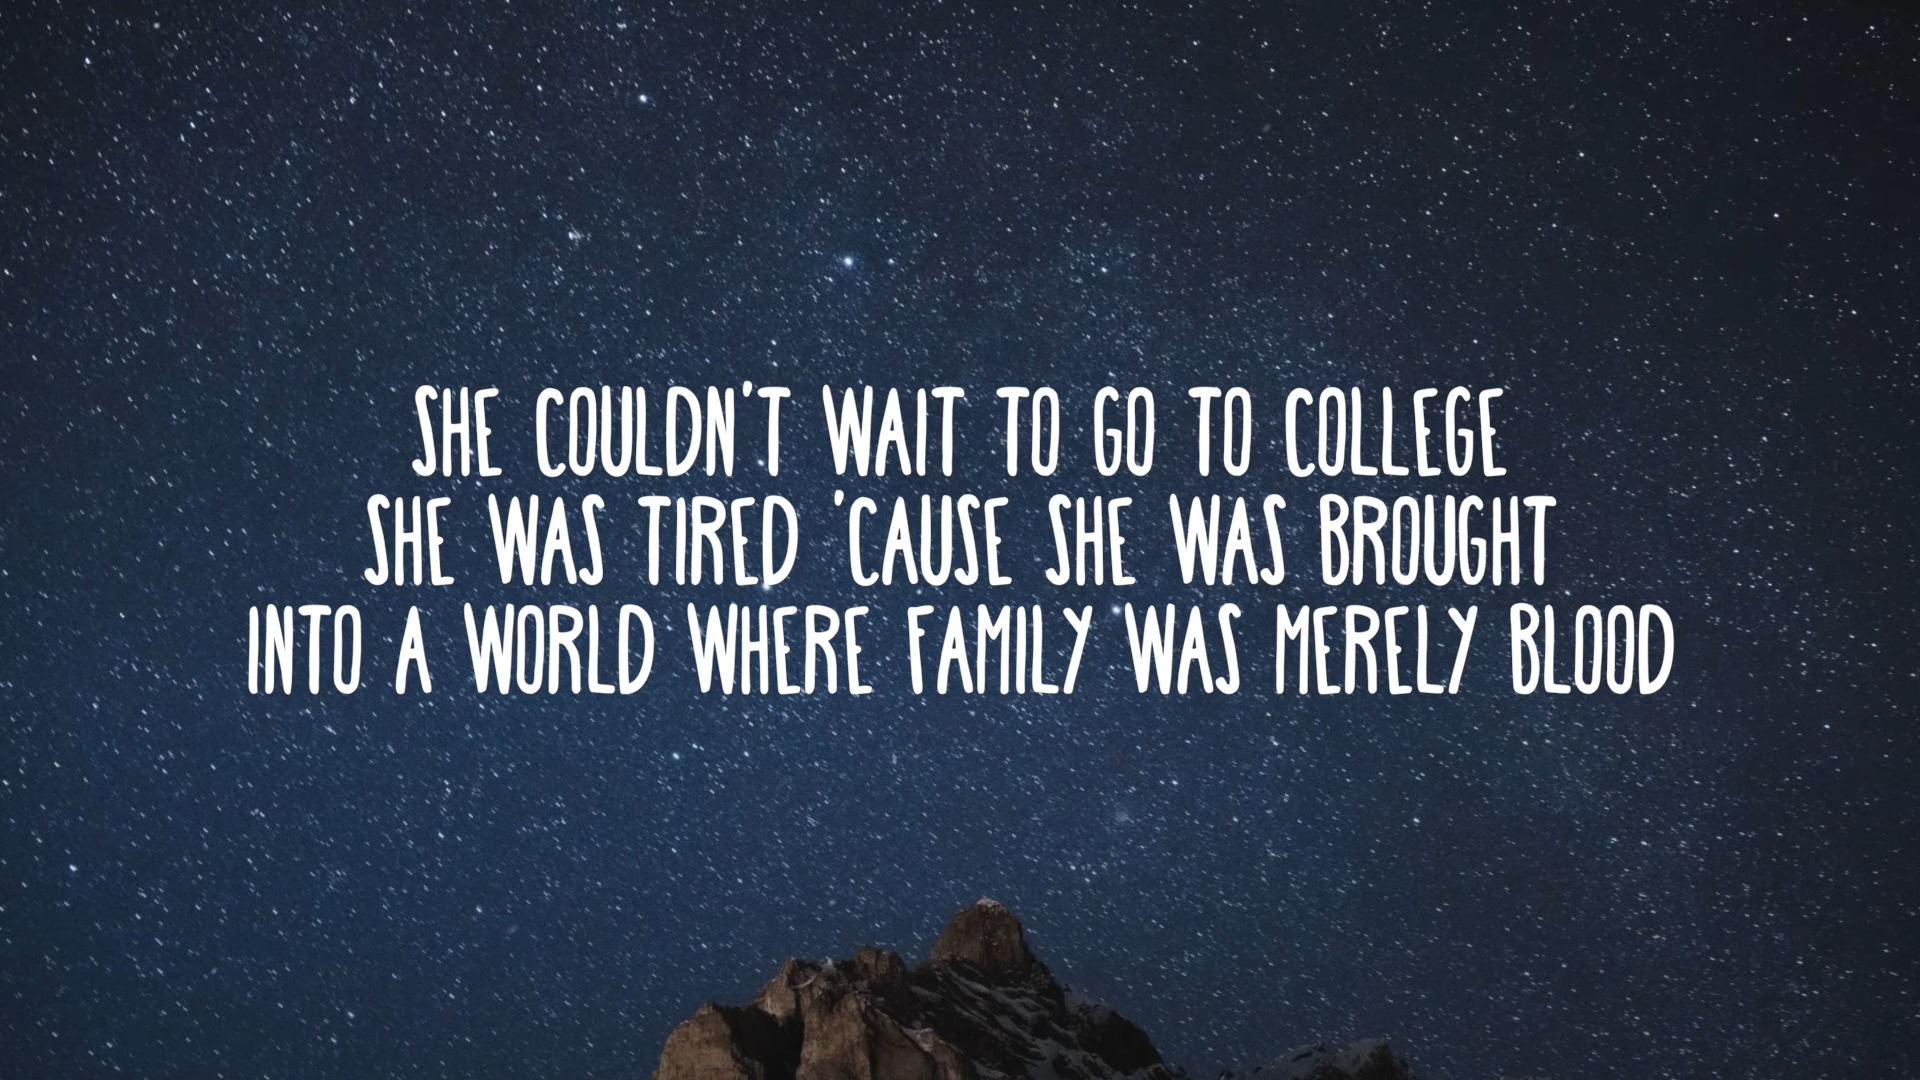 SHE COULDN'T WAIT TO GO TO COLLEGE
SHE WAS TIRED 'CAUSE SHE WAS BROUGHT
INTO A WORLD WHERE FAMILY WAS MERELY BLOOD